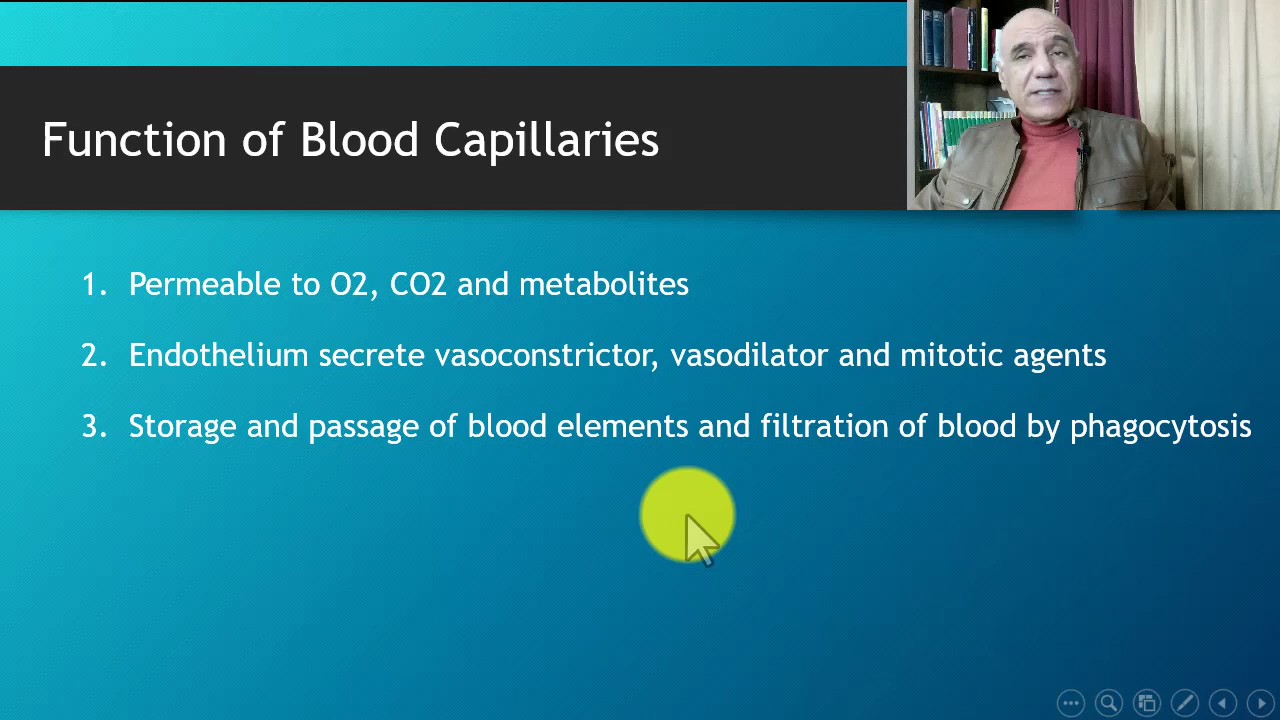 Function of Blood Capillaries
1. Permeable to O2, CO2 and metabolites
2. Endothelium secrete vasoconstrictor, vasodilator and mitotic agents
3. Storage and passage of blood elements and filtration of blood by phagocytosis